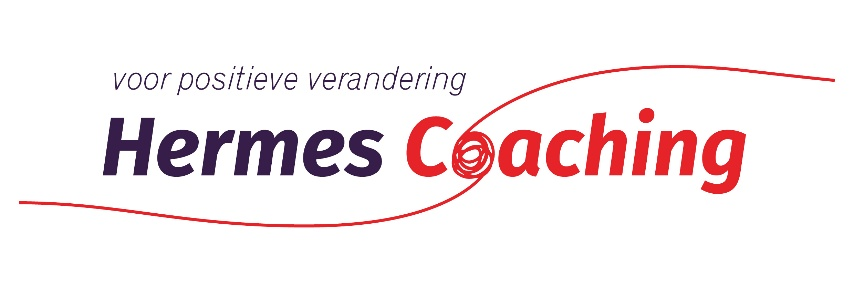 voor positieve verandering
Hermes Coaching